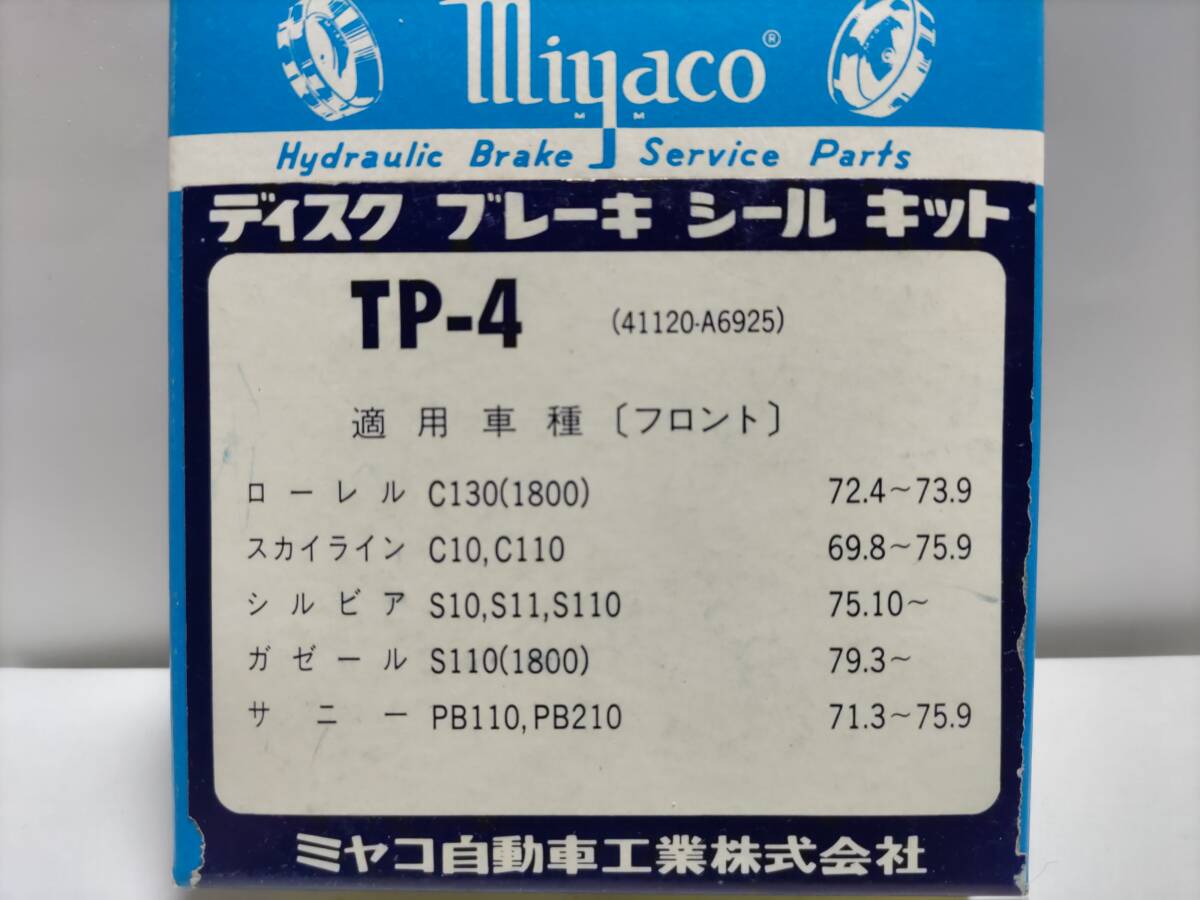 Miyaco®
M M
Hydraulic Brake Service Parts
ディスク ブレーキ シール キット
TP-4 (41120-A6925)
適用車種〔フロント〕
ローレル C130(1800) 72.4～73.9
スカイライン C10,C110 69.8～75.9
シルビア S10,S11,S110 75.10～
ガゼール S110(1800) 79.3～
サニー PB110,PB210 71.3～75.9
ミヤコ自動車工業株式会社